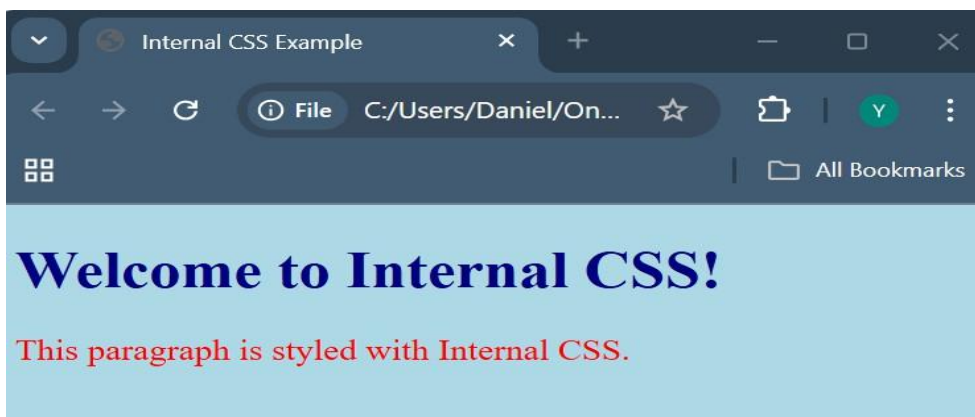 Internal CSS Example
File C:/Users/Daniel/On...
Y
All Bookmarks
Welcome to Internal CSS!
This paragraph is styled with Internal CSS.